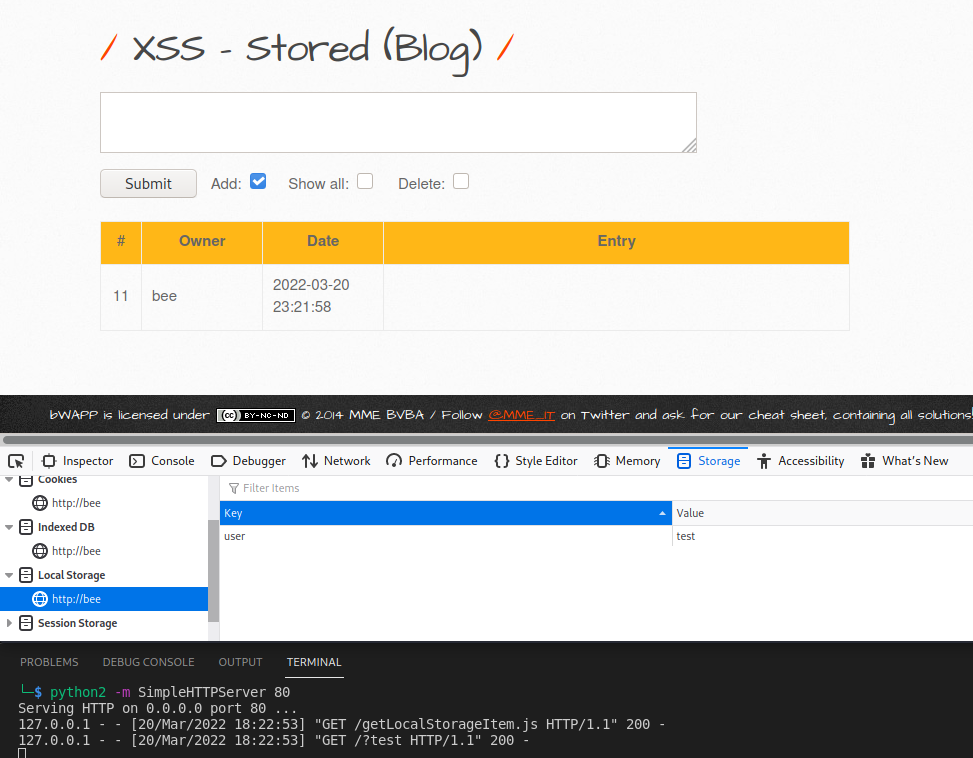 / XSS - Stored (Blog) /
Submit Add: Show all: Delete:
# Owner Date Entry
11 bee 2022-03-20
23:21:58
bWAPP is licensed under (cc) BY-NC-ND © 2014 MME BVBA / Follow @MME_IT on Twitter and ask for our cheat sheet, containing all solutions!
Inspector Console Debugger Network Performance {} Style Editor Memory Storage Accessibility What's New
Cookies
http://bee
Indexed DB
http://bee
Local Storage
http://bee
Session Storage
Filter Items
Key Value
user test
PROBLEMS DEBUG CONSOLE OUTPUT TERMINAL
└─$ python2 -m SimpleHTTPServer 80
Serving HTTP on 0.0.0.0 port 80 ...
127.0.0.1 - - [20/Mar/2022 18:22:53] "GET /getLocalStorageItem.js HTTP/1.1" 200 -
127.0.0.1 - - [20/Mar/2022 18:22:53] "GET /?test HTTP/1.1" 200 -